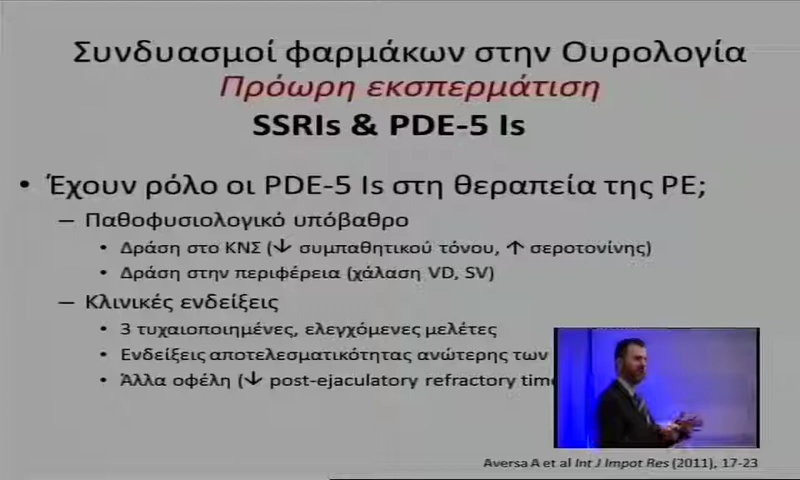 Συνδυασμοί φαρμάκων στην Ουρολογία
Πρόωρη εκσπερμάτιση
SSRIs & PDE-5 Is
• Έχουν ρόλο οι PDE-5 Is στη θεραπεία της PE;
– Παθοφυσιολογικό υπόβαθρο
• Δράση στο ΚΝΣ (↓ συμπαθητικού τόνου, ↑ σεροτονίνης)
• Δράση στην περιφέρεια (χάλαση VD, SV)
– Κλινικές ενδείξεις
• 3 τυχαιοποιημένες, ελεγχόμενες μελέτες
• Ενδείξεις αποτελεσματικότητας ανώτερης των
• Άλλα οφέλη (↓ post-ejaculatory refractory time
Aversa A et al Int J Impot Res (2011), 17-23